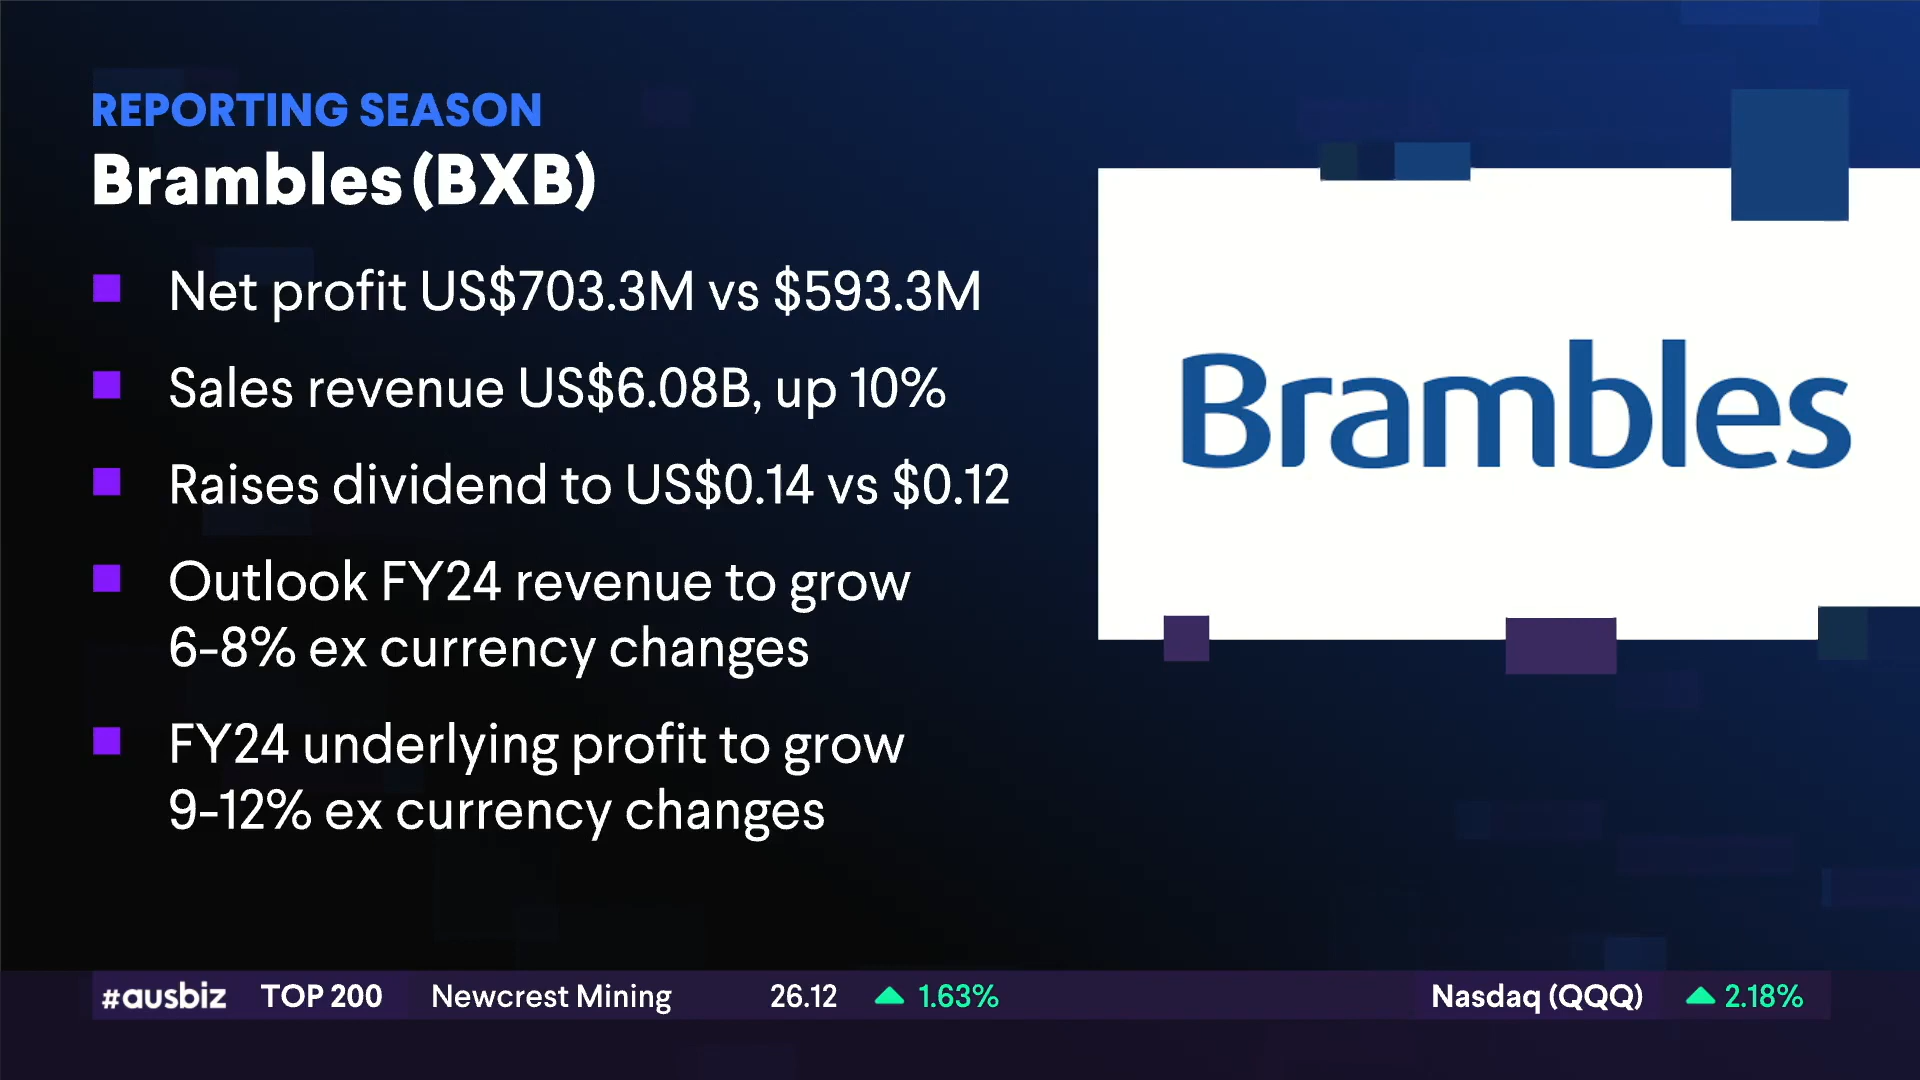 REPORTING SEASON
Brambles (BXB)
Net profit US$703.3M vs $593.3M
Sales revenue US$6.08B, up 10%
Raises dividend to US$0.14 vs $0.12
Outlook FY24 revenue to grow
6-8% ex currency changes
FY24 underlying profit to grow
9-12% ex currency changes
Brambles
#ausbiz TOP 200 Newcrest Mining 26.12 1.63% Nasdaq (QQQ) 2.18%